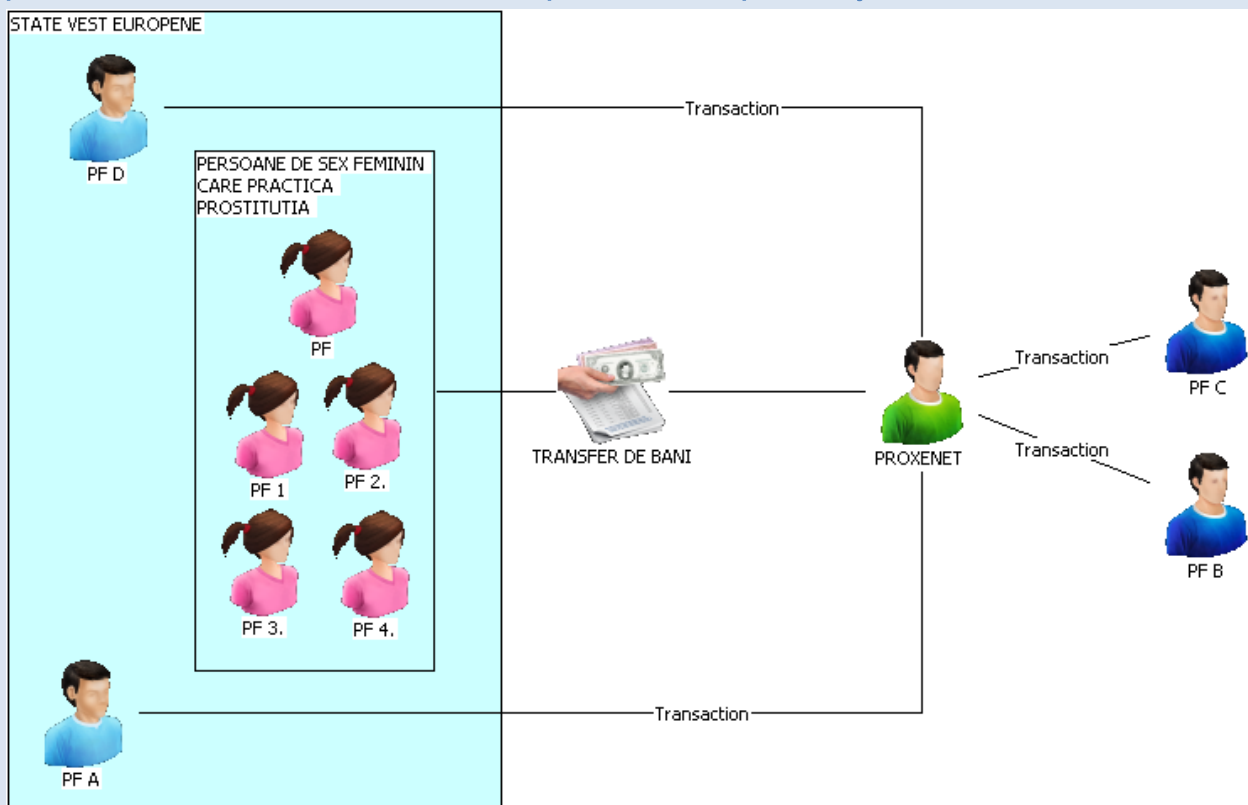 STATE VEST EUROPENE
PF D
Transaction
PERSOANE DE SEX FEMININ
CARE PRACTICA
PROSTITUTIA
PF
PF 1
PF 2.
PF 3.
PF 4.
TRANSFER DE BANI
PROXENET
Transaction
PF C
Transaction
PF B
Transaction
PF A